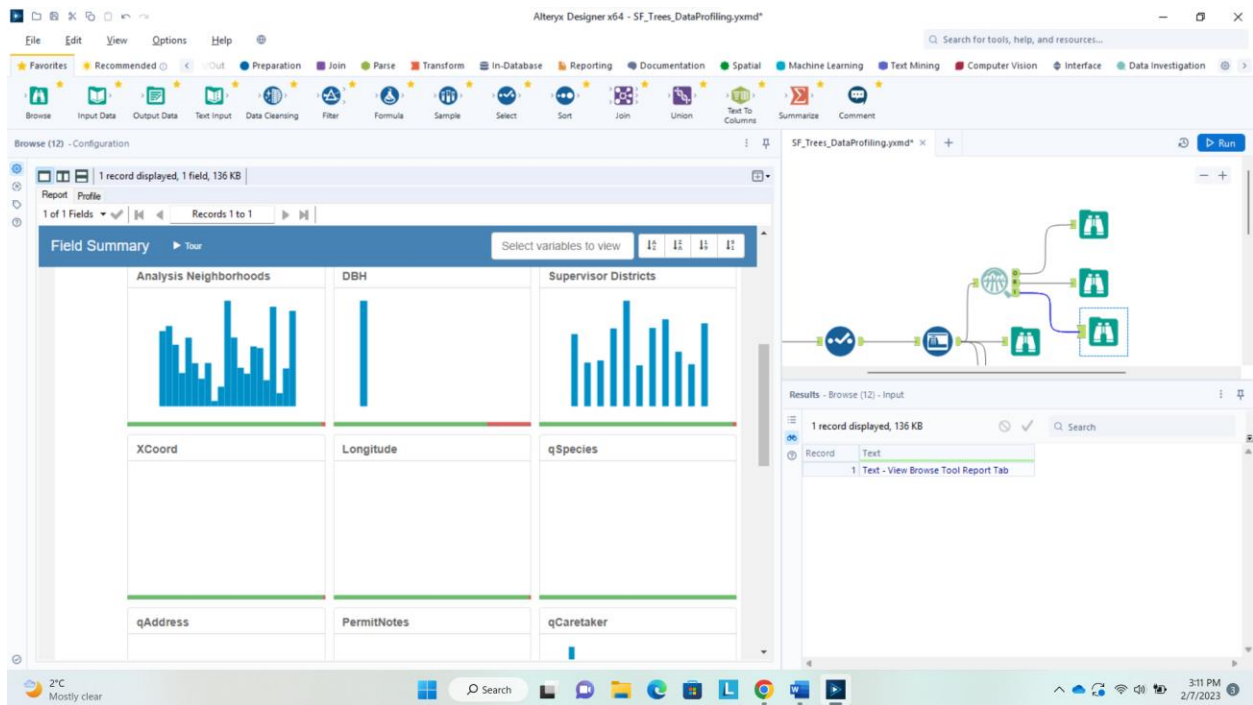 Alteryx Designer x64 - SF_Trees_DataProfiling.yxmd*
File Edit View Options Help
Search for tools, help, and resources...
Favorites Recommended Out Preparation Join Parse Transform In-Database Reporting Documentation Spatial Machine Learning Text Mining Computer Vision Interface Data Investigation
Browse Input Data Output Data Text Input Data Cleansing Filter Formula Sample Select Sort Join Union Text To Columns Summarize Comment
Browse (12) - Configuration
SF_Trees_DataProfiling.yxmd*
Run
1 record displayed, 1 field, 136 KB
Report Profile
1 of 1 Fields Records 1 to 1
Field Summary Tour Select variables to view
Analysis Neighborhoods DBH Supervisor Districts
XCoord Longitude qSpecies
qAddress PermitNotes qCaretaker
Results - Browse (12) - Input
1 record displayed, 136 KB Search
Record Text
1 Text - View Browse Tool Report Tab
2°C
Mostly clear
Search
3:11 PM
2/7/2023